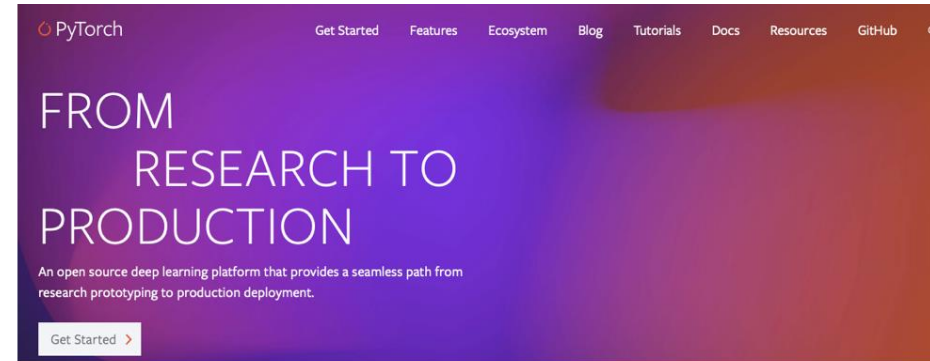 PyTorch
Get Started Features Ecosystem Blog Tutorials Docs Resources GitHub
FROM
RESEARCH TO
PRODUCTION
An open source deep learning platform that provides a seamless path from
research prototyping to production deployment.
Get Started